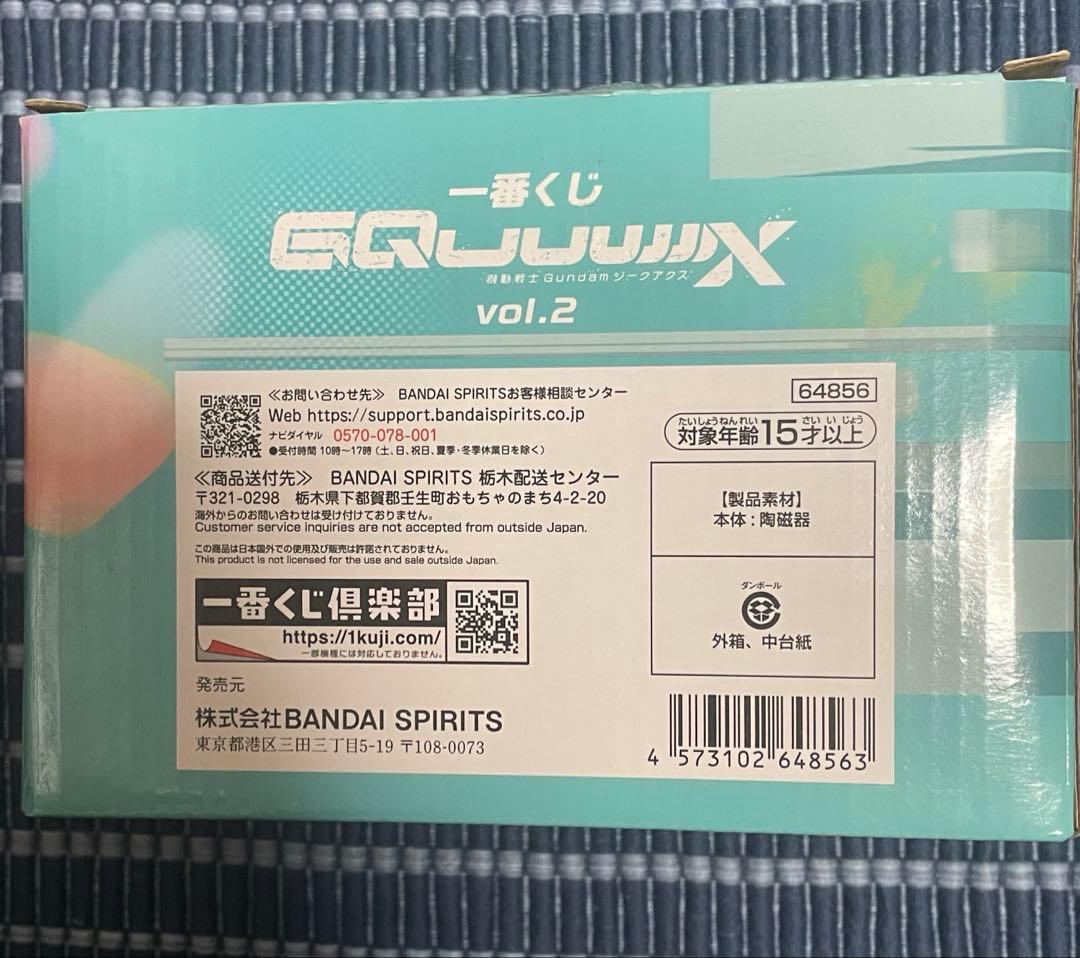 一番くじ
GQuuuuuuX
機動戦士Gundamジークアクス
vol.2
64856
≪お問い合わせ先≫ BANDAI SPIRITSお客様相談センター
Web https://support.bandaispirits.co.jp
ナビダイヤル 0570-078-001
●受付時間 10時～17時(土、日、祝日、夏季・冬季休業日を除く)
≪商品送付先≫ BANDAI SPIRITS 栃木配送センター
〒321-0298 栃木県下都賀郡壬生町おもちゃのまち4-2-20
海外からのお問い合わせは受け付けておりません。
Customer service inquiries are not accepted from outside Japan.
この商品は日本国外での使用及び販売は許諾されておりません。
This product is not licensed for the use and sale outside Japan.
一番くじ倶楽部
https://1kuji.com/
一部機種には対応しておりません。
発売元
株式会社BANDAI SPIRITS
東京都港区三田三丁目5-19 〒108-0073
たいしょうねんれい さい いじょう
対象年齢15才以上
【製品素材】
本体:陶磁器
ダンボール
外箱、中台紙
4 573102 648563